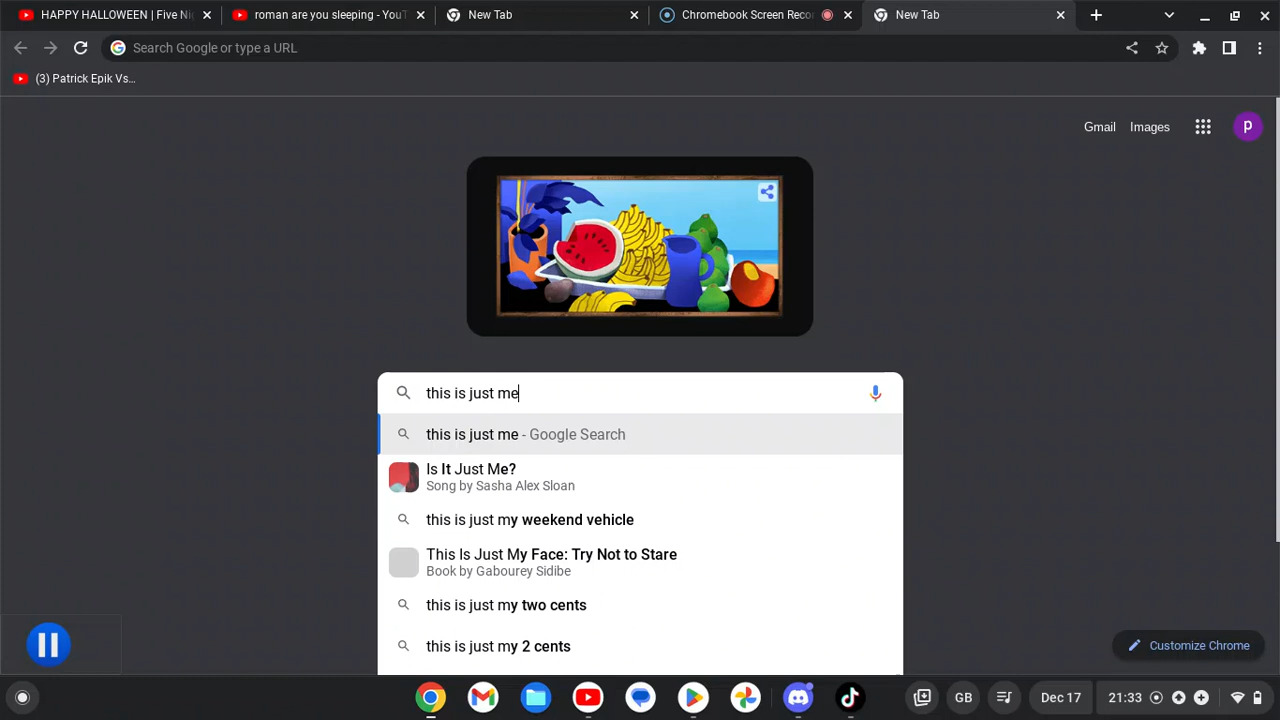 HAPPY HALLOWEEN | Five Nig
roman are you sleeping - YouT
New Tab
Chromebook Screen Recor
New Tab
Search Google or type a URL
(3) Patrick Epik Vs...
Gmail
Images
p
this is just me
this is just me - Google Search
Is It Just Me?
Song by Sasha Alex Sloan
this is just my weekend vehicle
This Is Just My Face: Try Not to Stare
Book by Gabourey Sidibe
this is just my two cents
this is just my 2 cents
Customize Chrome
GB
Dec 17
21:33